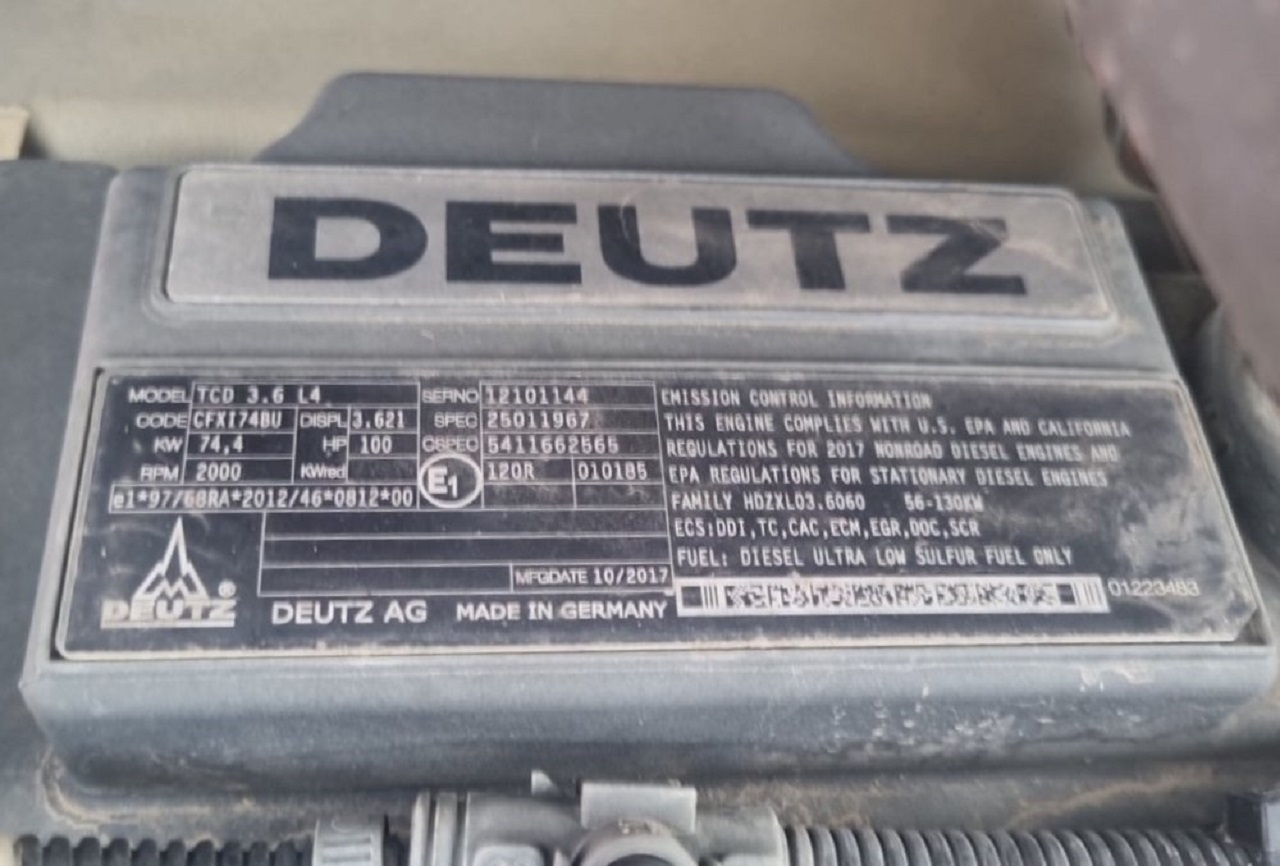 DEUTZ
MODEL TCD 3.6 L4 SERNO 12101144
CODE CFXI74BU DISPL 3.621 SPEC 25011967
KW 74,4 HP 100 CSPEC 5411662565
RPM 2000 KWred E1 120R 010185
e1*97/68RA*2012/46*0812*00
MFGDATE 10/2017
DEUTZ ®
DEUTZ AG MADE IN GERMANY
EMISSION CONTROL INFORMATION
THIS ENGINE COMPLIES WITH U.S. EPA AND CALIFORNIA
REGULATIONS FOR 2017 NONROAD DIESEL ENGINES AND
EPA REGULATIONS FOR STATIONARY DIESEL ENGINES
FAMILY HDZXL03.6060 56-130KW
ECS:DDI,TC,CAC,ECM,EGR,DOC,SCR
FUEL: DIESEL ULTRA LOW SULFUR FUEL ONLY
01223483